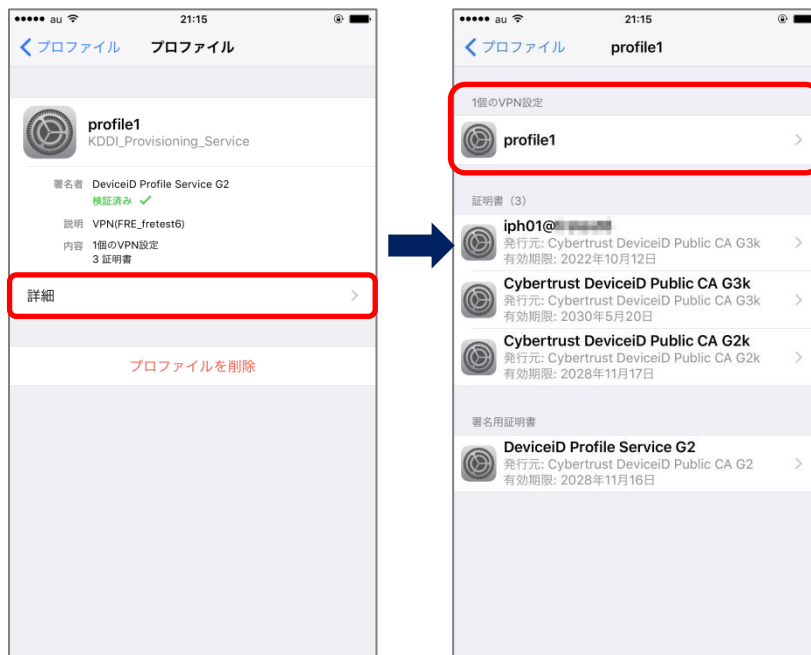 au 21:15
プロファイル プロファイル
profile1
KDDI_Provisioning_Service
署名者 DeviceiD Profile Service G2
検証済み
説明 VPN(FRE_fretest6)
内容 1個のVPN設定
3 証明書
詳細
プロファイルを削除
au 21:15
プロファイル profile1
1個のVPN設定
profile1
証明書（3）
iph01@
発行元: Cybertrust DeviceiD Public CA G3k
有効期限: 2022年10月12日
Cybertrust DeviceiD Public CA G3k
発行元: Cybertrust DeviceiD Public CA G3k
有効期限: 2030年5月20日
Cybertrust DeviceiD Public CA G2k
発行元: Cybertrust DeviceiD Public CA G2k
有効期限: 2028年11月17日
署名用証明書
DeviceiD Profile Service G2
発行元: Cybertrust DeviceiD Public CA G2
有効期限: 2028年11月16日